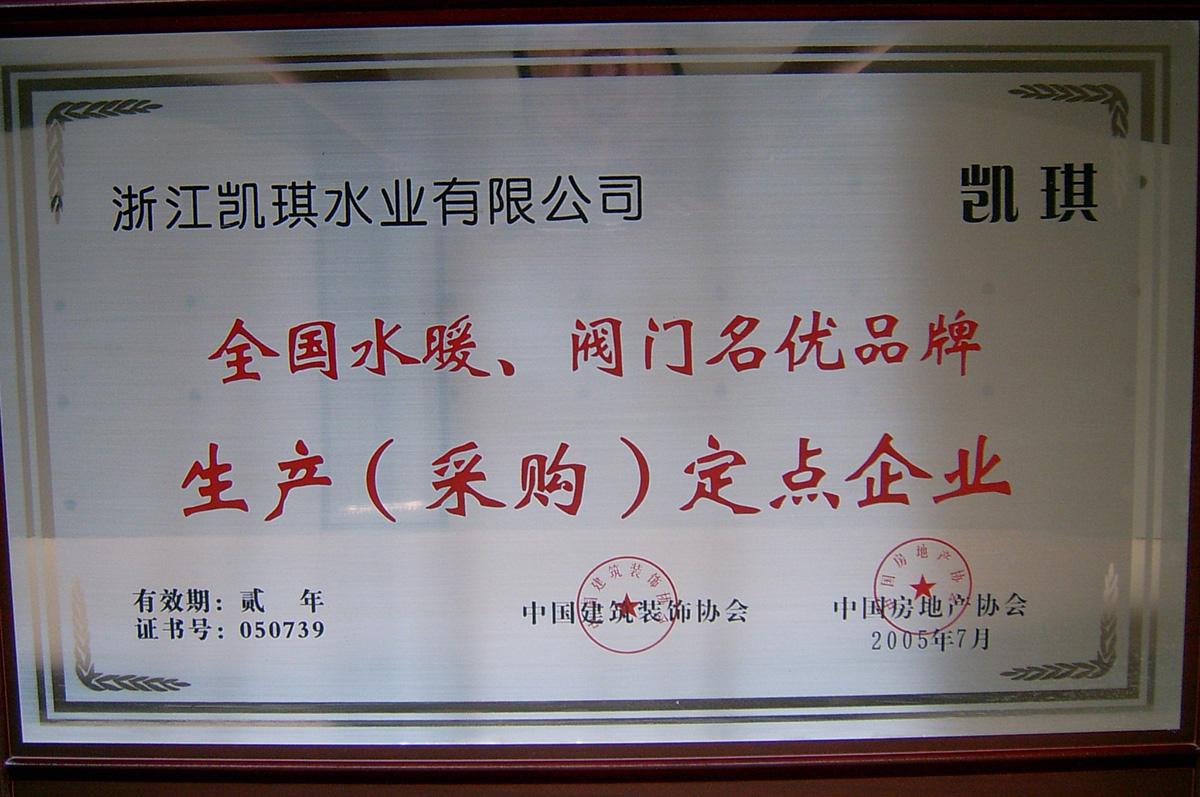 浙江凯琪水业有限公司
凯琪
全国水暖、阀门名优品牌
生产(采购)定点企业
有效期：贰 年
证书号：050739
中国建筑装饰协会
中国房地产协会
2005年7月